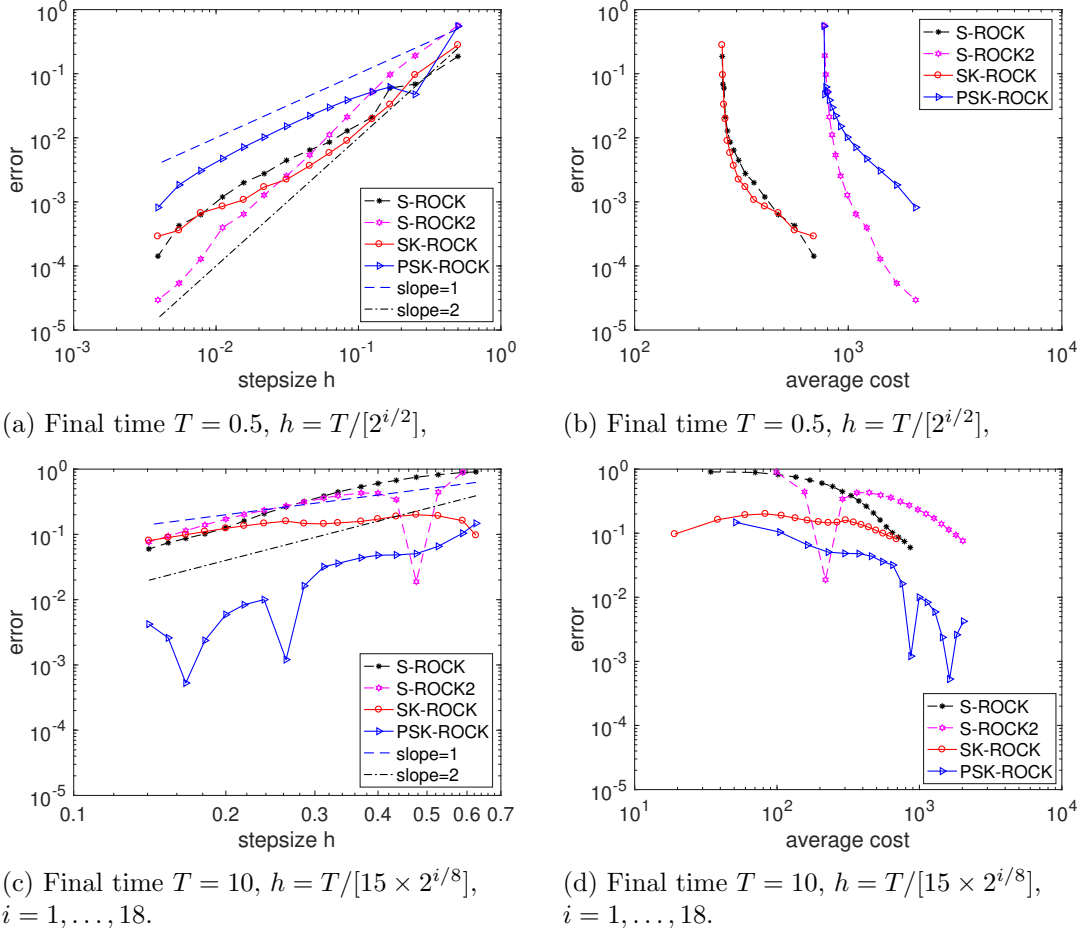 10^0
10^-1
10^-2
10^-3
10^-4
10^-5
error
10^-3
10^-2
10^-1
10^0
stepsize h
S-ROCK
S-ROCK2
SK-ROCK
PSK-ROCK
slope=1
slope=2
(a) Final time T = 0.5, h = T/[2^{i/2}],
10^0
10^-1
10^-2
10^-3
10^-4
10^-5
error
10^2
10^3
10^4
average cost
S-ROCK
S-ROCK2
SK-ROCK
PSK-ROCK
(b) Final time T = 0.5, h = T/[2^{i/2}],
10^0
10^-1
10^-2
10^-3
10^-4
10^-5
error
0.1
0.2
0.3
0.4
0.5
0.6
0.7
stepsize h
S-ROCK
S-ROCK2
SK-ROCK
PSK-ROCK
slope=1
slope=2
(c) Final time T = 10, h = T/[15 × 2^{i/8}],
i = 1, . . . , 18.
10^0
10^-1
10^-2
10^-3
10^-4
10^-5
error
10^1
10^2
10^3
10^4
average cost
S-ROCK
S-ROCK2
SK-ROCK
PSK-ROCK
(d) Final time T = 10, h = T/[15 × 2^{i/8}],
i = 1, . . . , 18.